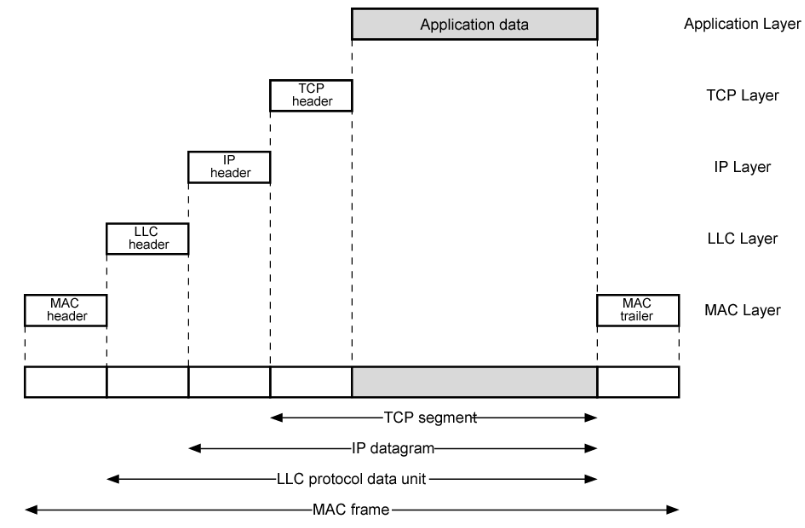 Application data
Application Layer
TCP
header
TCP Layer
IP
header
IP Layer
LLC
header
LLC Layer
MAC
header
MAC
trailer
MAC Layer
TCP segment
IP datagram
LLC protocol data unit
MAC frame